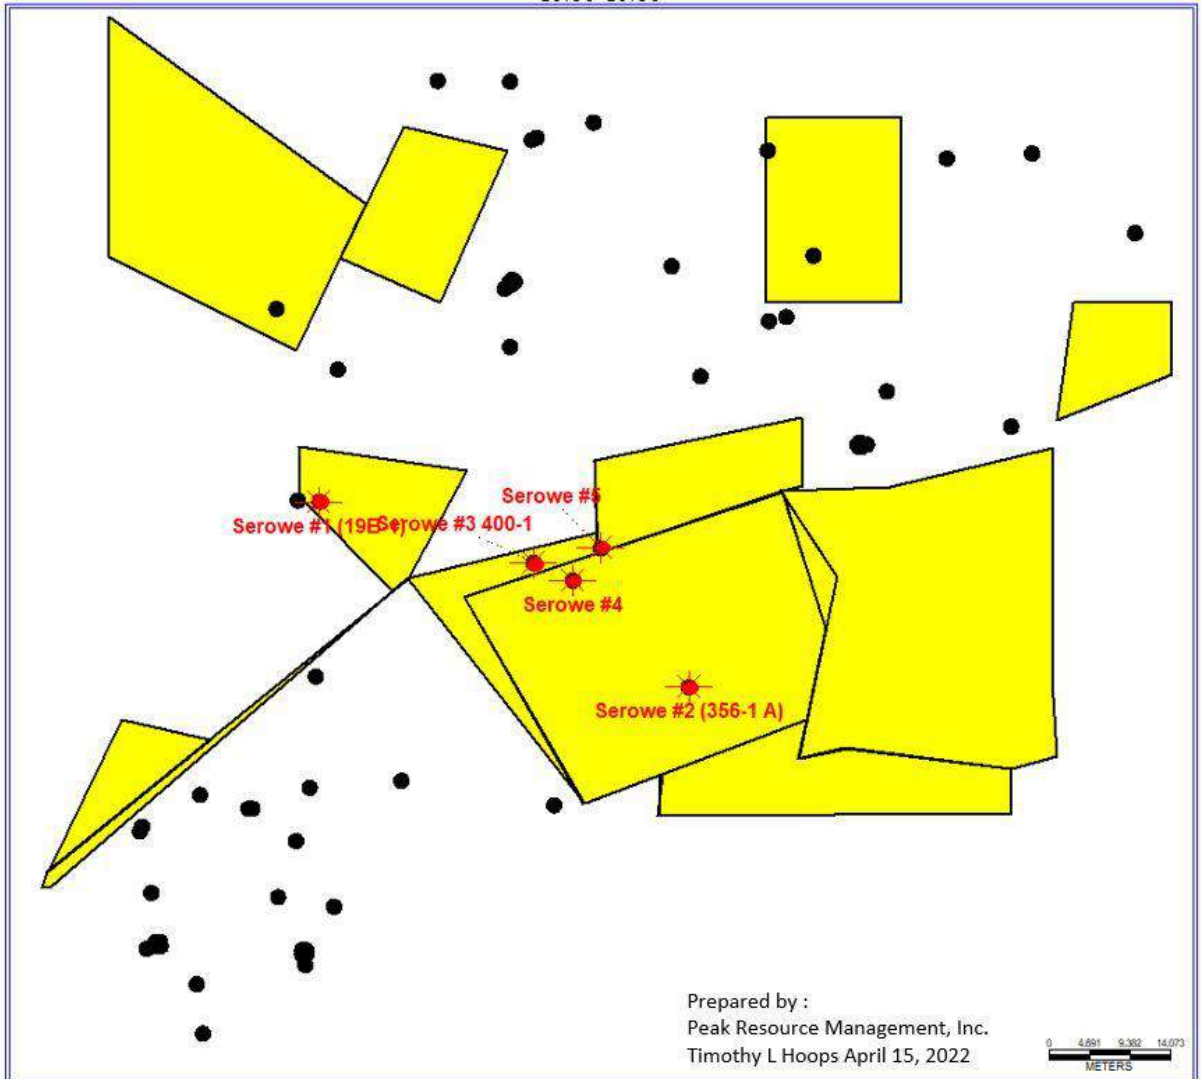 Serowe #5
Serowe #1 (19B-1)
Serowe #3 400-1
Serowe #4
Serowe #2 (356-1 A)
Prepared by :
Peak Resource Management, Inc.
Timothy L Hoops April 15, 2022
0 4,691 9,382 14,073
METERS